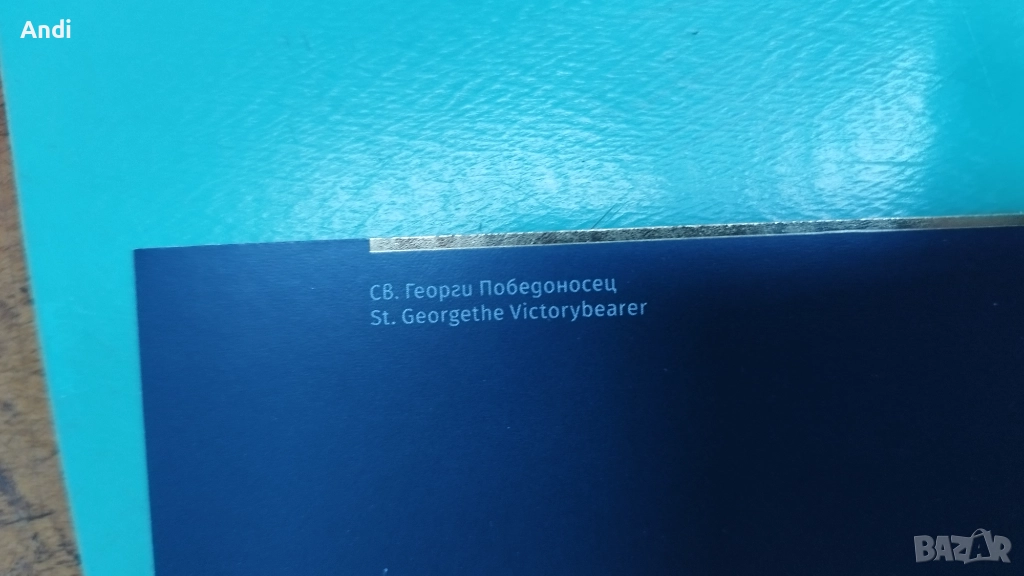 Andi
СВ. Георги Победоносец
St. Georgethe Victorybearer
BAZAR